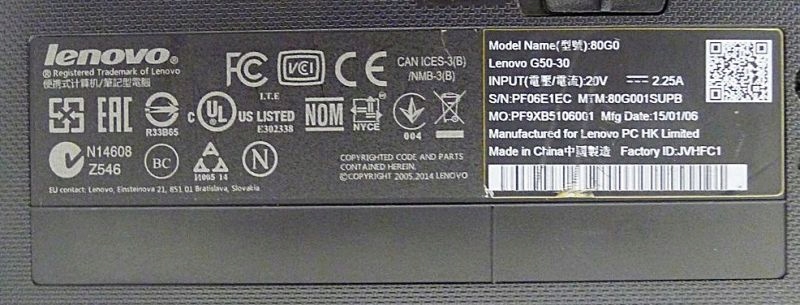 lenovo®
® Registered Trademark of Lenovo
便携式计算机/筆記型電腦
FC CE
CAN ICES-3(B)
/NMB-3(B)
EAC
R33B65
I.T.E
c UL US LISTED
E302338
NOM
NYCE
004
N14608
Z546
BC
И005 14
N
COPYRIGHTED CODE AND PARTS
CONTAINED HEREIN.
©COPYRIGHT 2005,2014 LENOVO
EU contact: Lenovo, Einsteinova 21, 851 01 Bratislava, Slovakia
Model Name(型號):80G0
Lenovo G50-30
INPUT(電壓/電流):20V 2.25A
S/N:PF06E1EC MTM:80G001SUPB
MO:PF9XB5106001 Mfg Date:15/01/06
Manufactured for Lenovo PC HK Limited
Made in China中國製造 Factory ID:JVHFC1